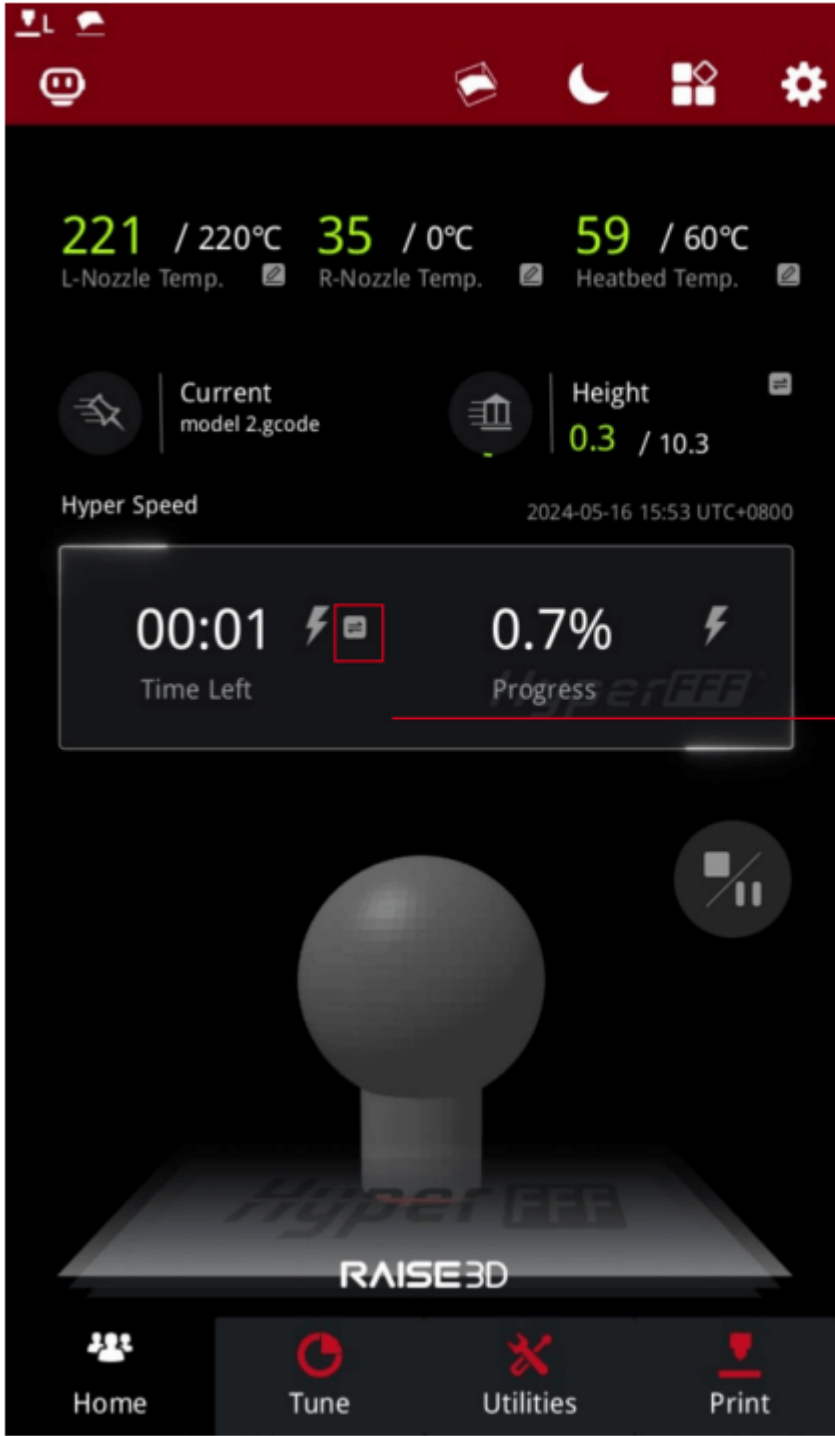 L
221 / 220°C 35 / 0°C 59 / 60°C
L-Nozzle Temp. R-Nozzle Temp. Heatbed Temp.
Current Height
model 2.gcode 0.3 / 10.3
Hyper Speed 2024-05-16 15:53 UTC+0800
00:01 0.7%
Time Left Progress
HyperFFF
Hyper FFF
RAISE3D
Home Tune Utilities Print